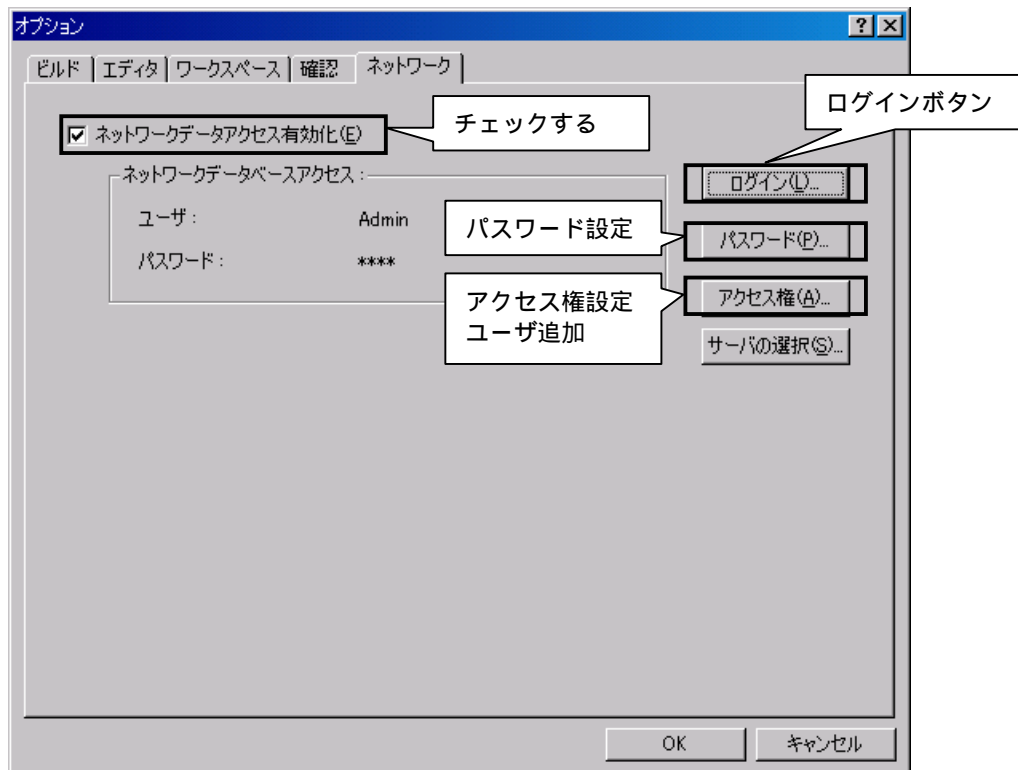 オプション
ビルド エディタ ワークスペース 確認 ネットワーク
ログインボタン
ネットワークデータアクセス有効化(E)
チェックする
ネットワークデータベースアクセス :
ログイン(L)...
ユーザ : Admin
パスワード設定
パスワード(P)...
パスワード : ****
アクセス権設定
ユーザ追加
アクセス権(A)...
サーバの選択(S)...
OK キャンセル